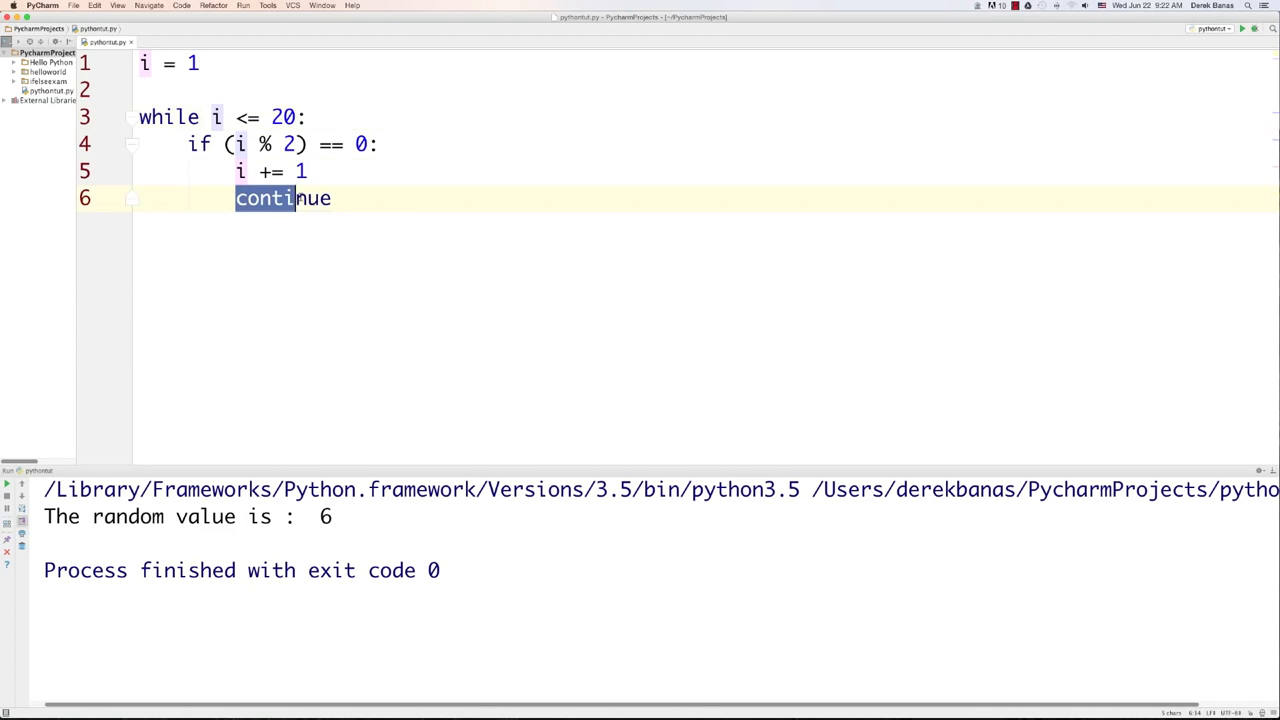 PyCharm File Edit View Navigate Code Refactor Run Tools VCS Window Help 10 Wed Jun 22 9:22 AM Derek Banas
pythontut.py - PycharmProjects - [~/PycharmProjects]
PycharmProjects pythontut.py pythontut
pythontut.py
PycharmProject
Hello Python
helloworld
ifelseexam
pythontut.py
External Librarie
1 i = 1
2
3 while i <= 20:
4 if (i % 2) == 0:
5 i += 1
6 continue
Run pythontut
/Library/Frameworks/Python.framework/Versions/3.5/bin/python3.5 /Users/derekbanas/PycharmProjects/pytho
The random value is : 6
Process finished with exit code 0
5 chars 6:14 LF UTF-8